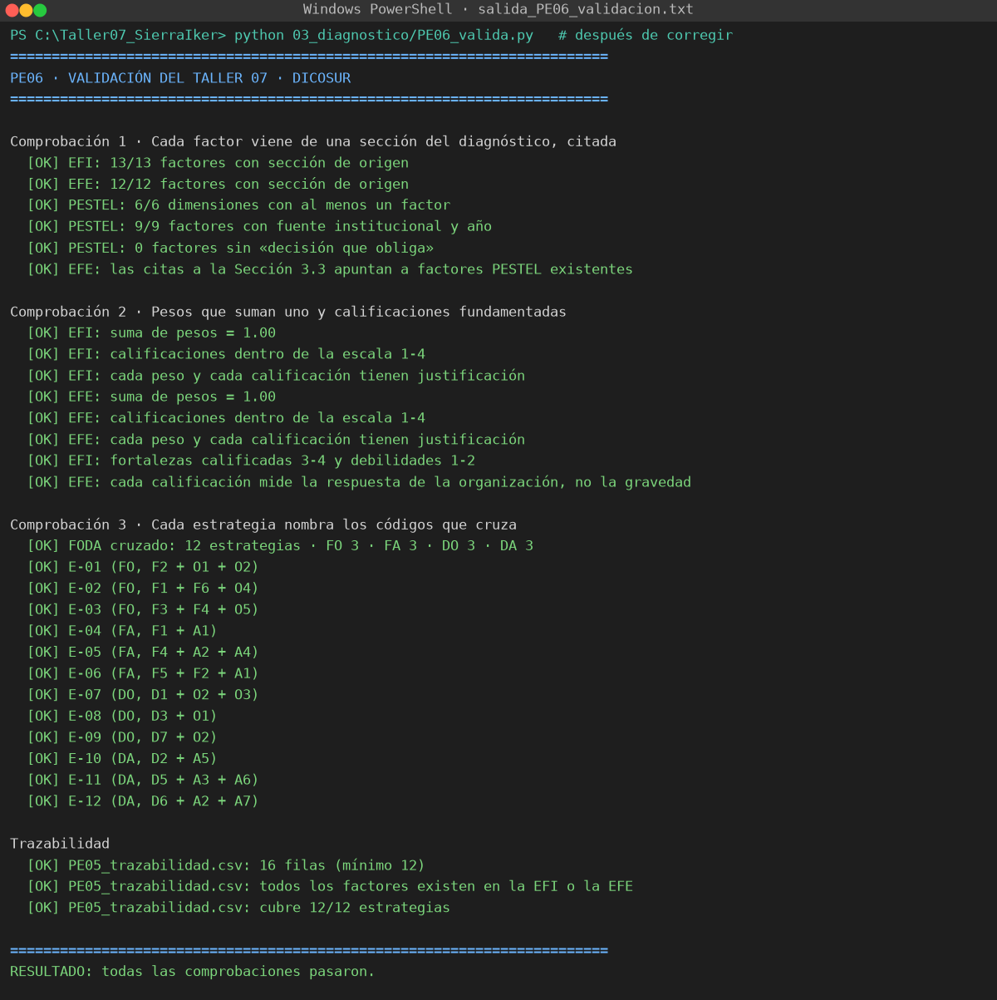 Windows PowerShell · salida_PE06_validacion.txt
PS C:\Taller07_SierraIker> python 03_diagnostico/PE06_valida.py   # después de corregir
========================================================================
PE06 · VALIDACIÓN DEL TALLER 07 · DICOSUR
========================================================================
Comprobación 1 · Cada factor viene de una sección del diagnóstico, citada
[OK] EFI: 13/13 factores con sección de origen
[OK] EFE: 12/12 factores con sección de origen
[OK] PESTEL: 6/6 dimensiones con al menos un factor
[OK] PESTEL: 9/9 factores con fuente institucional y año
[OK] PESTEL: 0 factores sin «decisión que obliga»
[OK] EFE: las citas a la Sección 3.3 apuntan a factores PESTEL existentes
Comprobación 2 · Pesos que suman uno y calificaciones fundamentadas
[OK] EFI: suma de pesos = 1.00
[OK] EFI: calificaciones dentro de la escala 1-4
[OK] EFI: cada peso y cada calificación tienen justificación
[OK] EFE: suma de pesos = 1.00
[OK] EFE: calificaciones dentro de la escala 1-4
[OK] EFE: cada peso y cada calificación tienen justificación
[OK] EFI: fortalezas calificadas 3-4 y debilidades 1-2
[OK] EFE: cada calificación mide la respuesta de la organización, no la gravedad
Comprobación 3 · Cada estrategia nombra los códigos que cruza
[OK] FODA cruzado: 12 estrategias · FO 3 · FA 3 · DO 3 · DA 3
[OK] E-01 (FO, F2 + O1 + O2)
[OK] E-02 (FO, F1 + F6 + O4)
[OK] E-03 (FO, F3 + F4 + O5)
[OK] E-04 (FA, F1 + A1)
[OK] E-05 (FA, F4 + A2 + A4)
[OK] E-06 (FA, F5 + F2 + A1)
[OK] E-07 (DO, D1 + O2 + O3)
[OK] E-08 (DO, D3 + O1)
[OK] E-09 (DO, D7 + O2)
[OK] E-10 (DA, D2 + A5)
[OK] E-11 (DA, D5 + A3 + A6)
[OK] E-12 (DA, D6 + A2 + A7)
Trazabilidad
[OK] PE05_trazabilidad.csv: 16 filas (mínimo 12)
[OK] PE05_trazabilidad.csv: todos los factores existen en la EFI o la EFE
[OK] PE05_trazabilidad.csv: cubre 12/12 estrategias
========================================================================
RESULTADO: todas las comprobaciones pasaron.